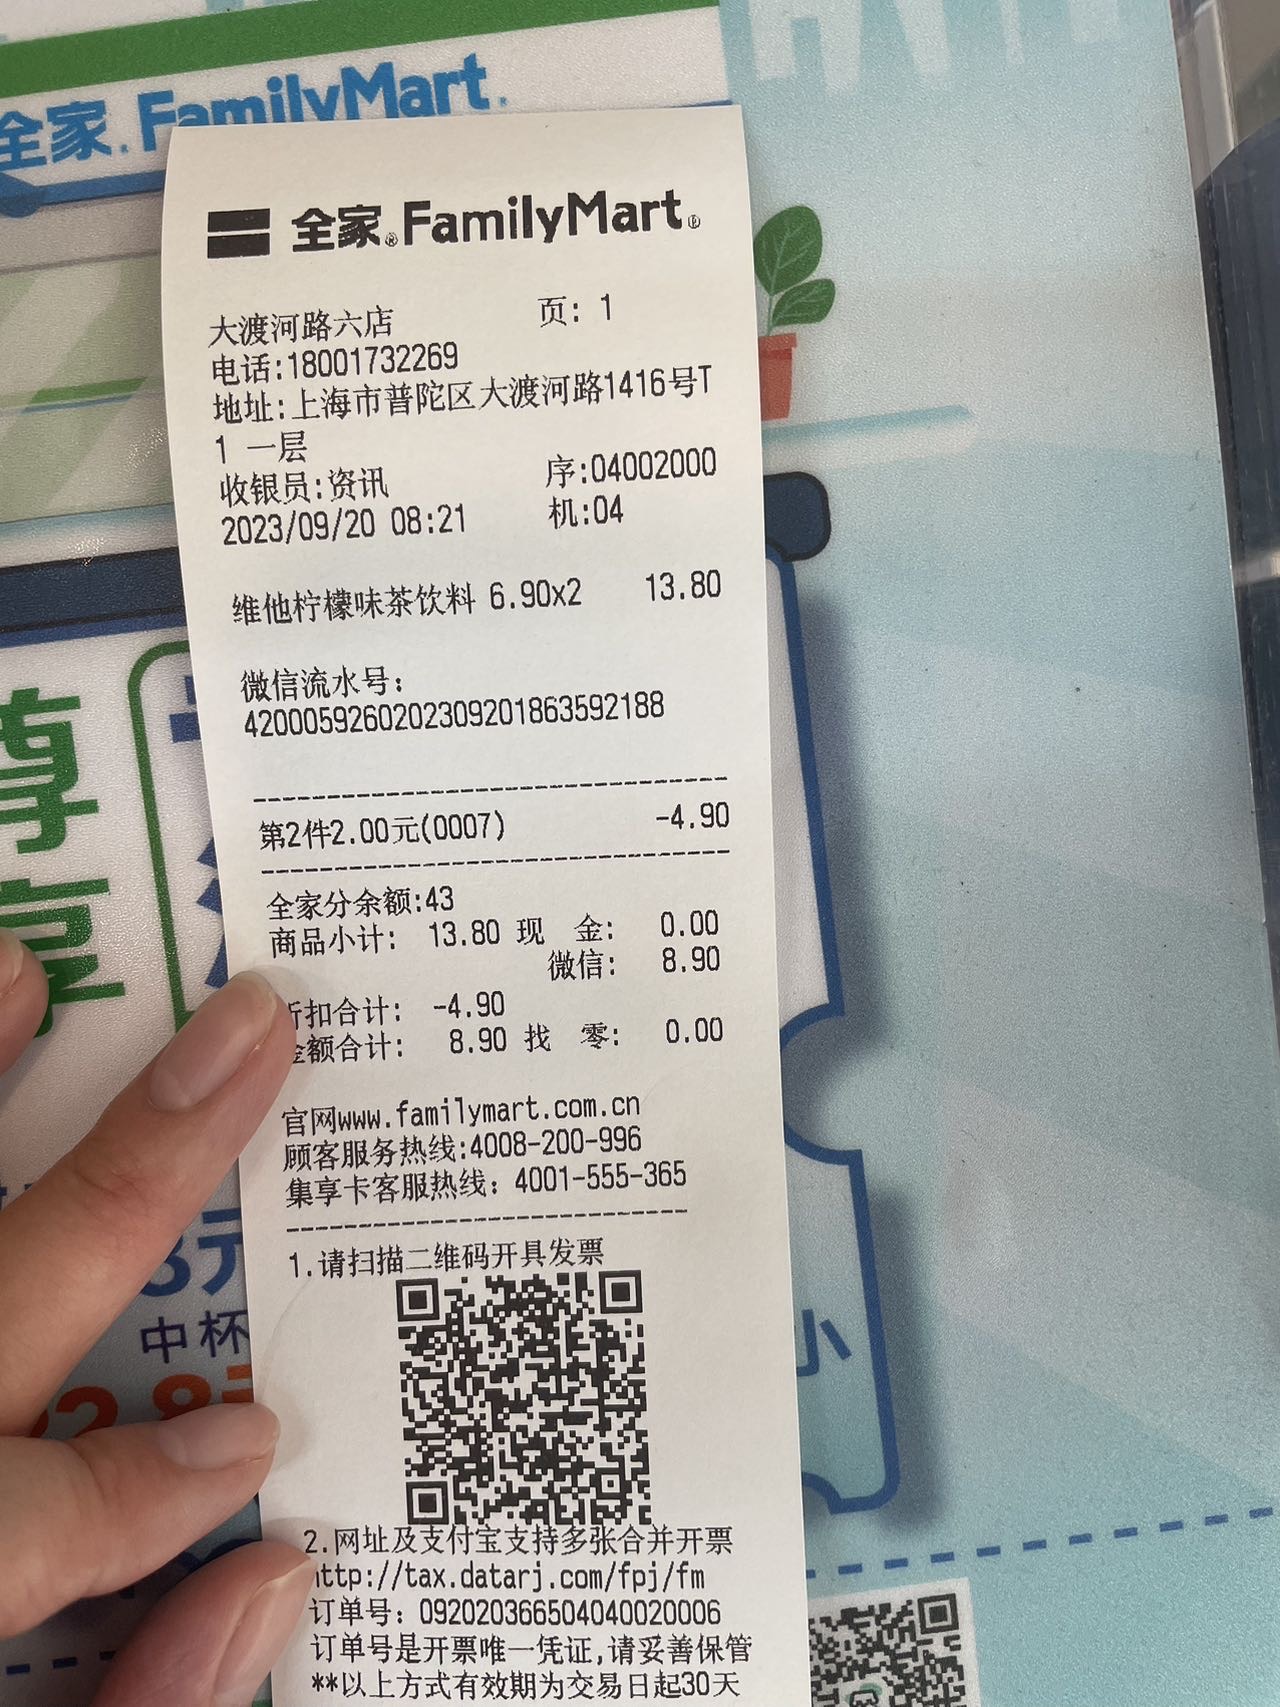 全家.FamilyMart.
全家®FamilyMart®
大渡河路六店 页: 1
电话:18001732269
地址:上海市普陀区大渡河路1416号T
1 一层
收银员:资讯 序:04002000
2023/09/20 08:21 机:04
维他柠檬味茶饮料 6.90x2 13.80
微信流水号:
4200059260202309201863592188
第2件2.00元(0007) -4.90
全家分余额:43
商品小计: 13.80 现 金: 0.00
微信: 8.90
折扣合计: -4.90
金额合计: 8.90 找 零: 0.00
官网www.familymart.com.cn
顾客服务热线:4008-200-996
集享卡客服热线: 4001-555-365
1.请扫描二维码开具发票
2.网址及支付宝支持多张合并开票
http://tax.datarj.com/fpj/fm
订单号: 09202036650404002​0006
订单号是开票唯一凭证,请妥善保管
**以上方式有效期为交易日起30天
尊
享
元
中杯
小